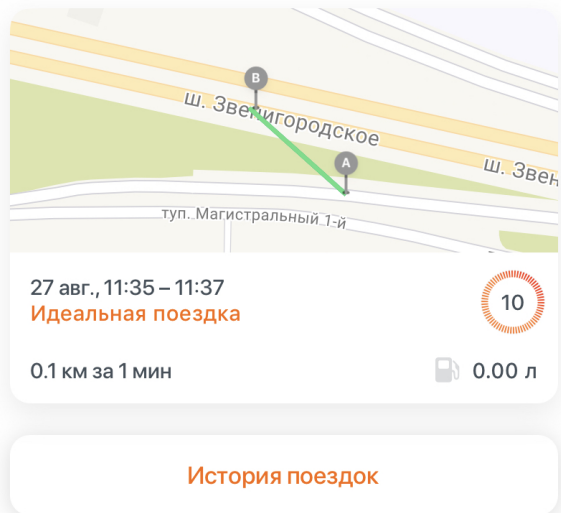 B
ш. Звенигородское
A
ш. Звен
туп. Магистральный 1-й
27 авг., 11:35 – 11:37
Идеальная поездка
10
0.1 км за 1 мин
0.00 л
История поездок